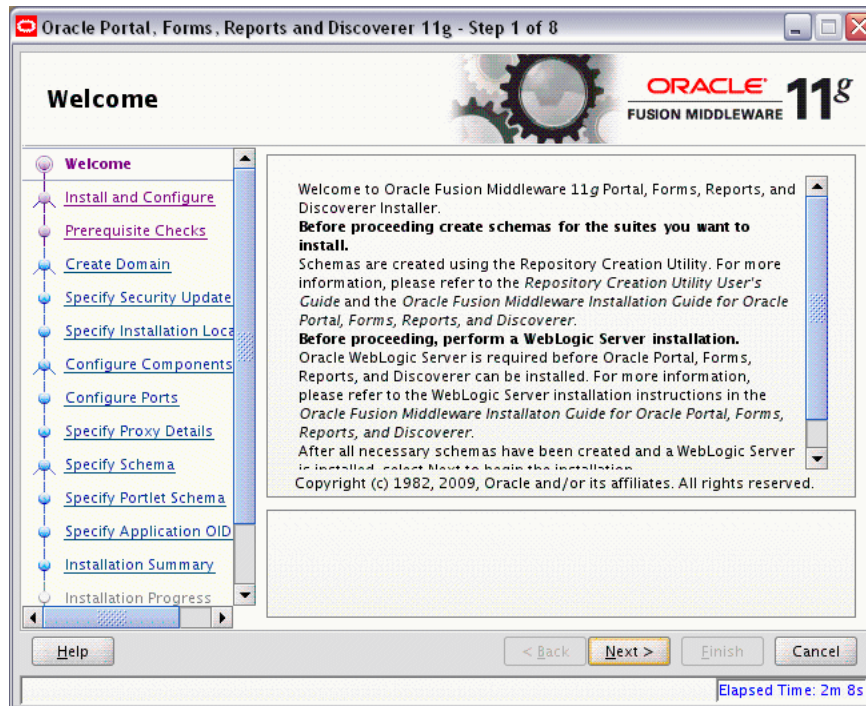 Oracle Portal, Forms, Reports and Discoverer 11g - Step 1 of 8
Welcome
ORACLE
FUSION MIDDLEWARE
11g
Welcome
Install and Configure
Prerequisite Checks
Create Domain
Specify Security Update
Specify Installation Loca
Configure Components
Configure Ports
Specify Proxy Details
Specify Schema
Specify Portlet Schema
Specify Application OID
Installation Summary
Installation Progress
Welcome to Oracle Fusion Middleware 11g Portal, Forms, Reports, and
Discoverer Installer.
Before proceeding create schemas for the suites you want to
install.
Schemas are created using the Repository Creation Utility. For more
information, please refer to the Repository Creation Utility User's
Guide and the Oracle Fusion Middleware Installation Guide for Oracle
Portal, Forms, Reports, and Discoverer.
Before proceeding, perform a WebLogic Server installation.
Oracle WebLogic Server is required before Oracle Portal, Forms,
Reports, and Discoverer can be installed. For more information,
please refer to the WebLogic Server installation instructions in the
Oracle Fusion Middleware Installaton Guide for Oracle Portal, Forms,
Reports, and Discoverer.
After all necessary schemas have been created and a WebLogic Server
is installed, select Next to begin the installation.
Copyright (c) 1982, 2009, Oracle and/or its affiliates. All rights reserved.
Help
< Back
Next >
Finish
Cancel
Elapsed Time: 2m 8s